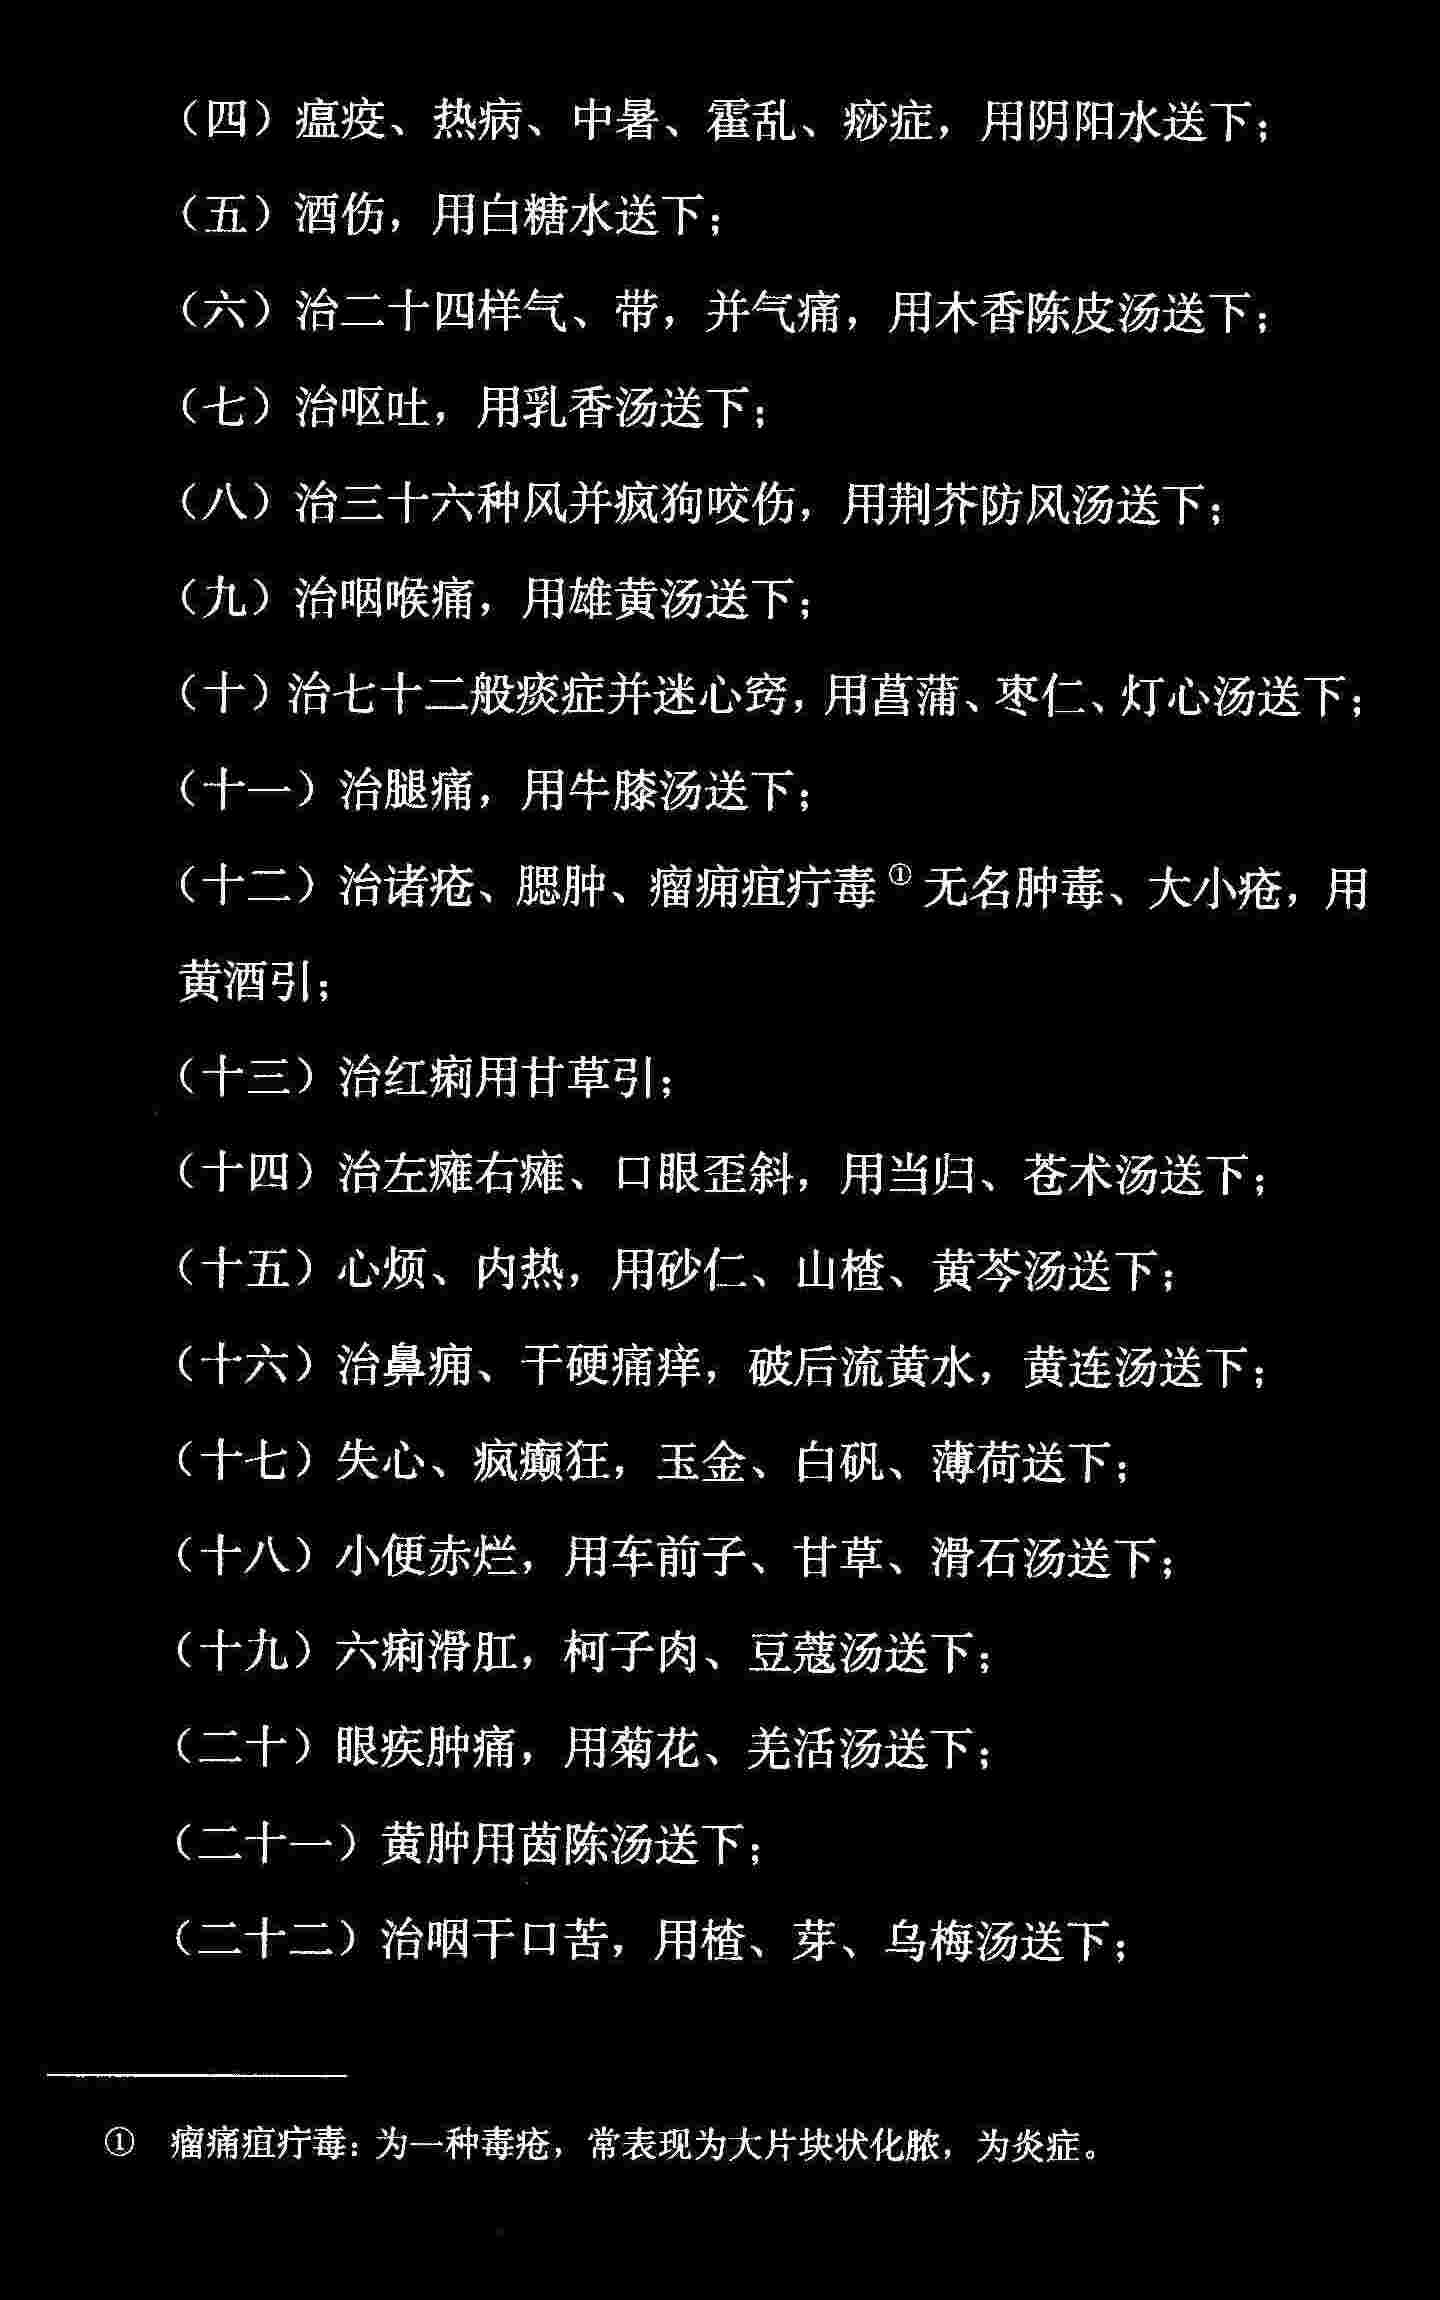 （四）瘟疫、热病、中暑、霍乱、痧症，用阴阳水送下；
（五）酒伤，用白糖水送下；
（六）治二十四样气、带，并气痛，用木香陈皮汤送下；
（七）治呕吐，用乳香汤送下；
（八）治三十六种风并疯狗咬伤，用荆芥防风汤送下；
（九）治咽喉痛，用雄黄汤送下；
（十）治七十二般痰症并迷心窍，用菖蒲、枣仁、灯心汤送下；
（十一）治腿痛，用牛膝汤送下；
（十二）治诸疮、腮肿、瘤痈疽疔毒①无名肿毒、大小疮，用
黄酒引；
（十三）治红痢用甘草引；
（十四）治左瘫右瘫、口眼歪斜，用当归、苍术汤送下；
（十五）心烦、内热，用砂仁、山楂、黄芩汤送下；
（十六）治鼻痈、干硬痛痒，破后流黄水，黄连汤送下；
（十七）失心、疯癫狂，玉金、白矾、薄荷送下；
（十八）小便赤烂，用车前子、甘草、滑石汤送下；
（十九）六痢滑肛，柯子肉、豆蔻汤送下；
（二十）眼疾肿痛，用菊花、羌活汤送下；
（二十一）黄肿用茵陈汤送下；
（二十二）治咽干口苦，用楂、芽、乌梅汤送下；
① 瘤痛疽疔毒：为一种毒疮，常表现为大片块状化脓，为炎症。